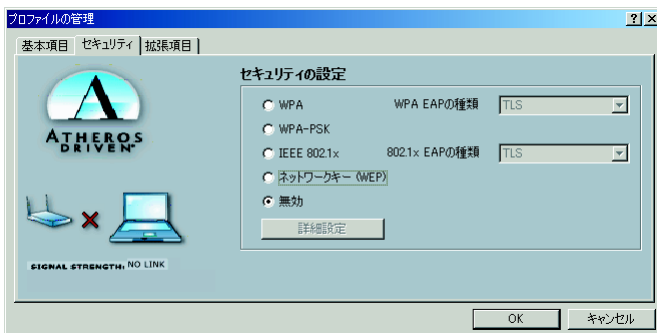 プロファイルの管理
基本項目 セキュリティ 拡張項目
セキュリティの設定
WPA WPA EAPの種類 TLS
WPA-PSK
IEEE 802.1x 802.1x EAPの種類 TLS
ネットワークキー (WEP)
無効
詳細設定
ATHEROS
DRIVEN
SIGNAL STRENGTH: NO LINK
OK キャンセル